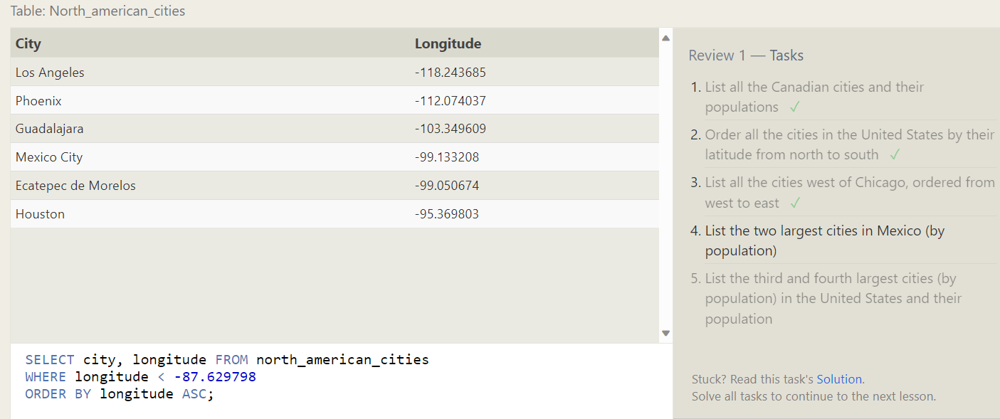 Table: North_american_cities
City Longitude
Los Angeles -118.243685
Phoenix -112.074037
Guadalajara -103.349609
Mexico City -99.133208
Ecatepec de Morelos -99.050674
Houston -95.369803
SELECT city, longitude FROM north_american_cities
WHERE longitude < -87.629798
ORDER BY longitude ASC;
Review 1 — Tasks
1. List all the Canadian cities and their
populations ✓
2. Order all the cities in the United States by their
latitude from north to south ✓
3. List all the cities west of Chicago, ordered from
west to east ✓
4. List the two largest cities in Mexico (by
population)
5. List the third and fourth largest cities (by
population) in the United States and their
population
Stuck? Read this task's Solution.
Solve all tasks to continue to the next lesson.